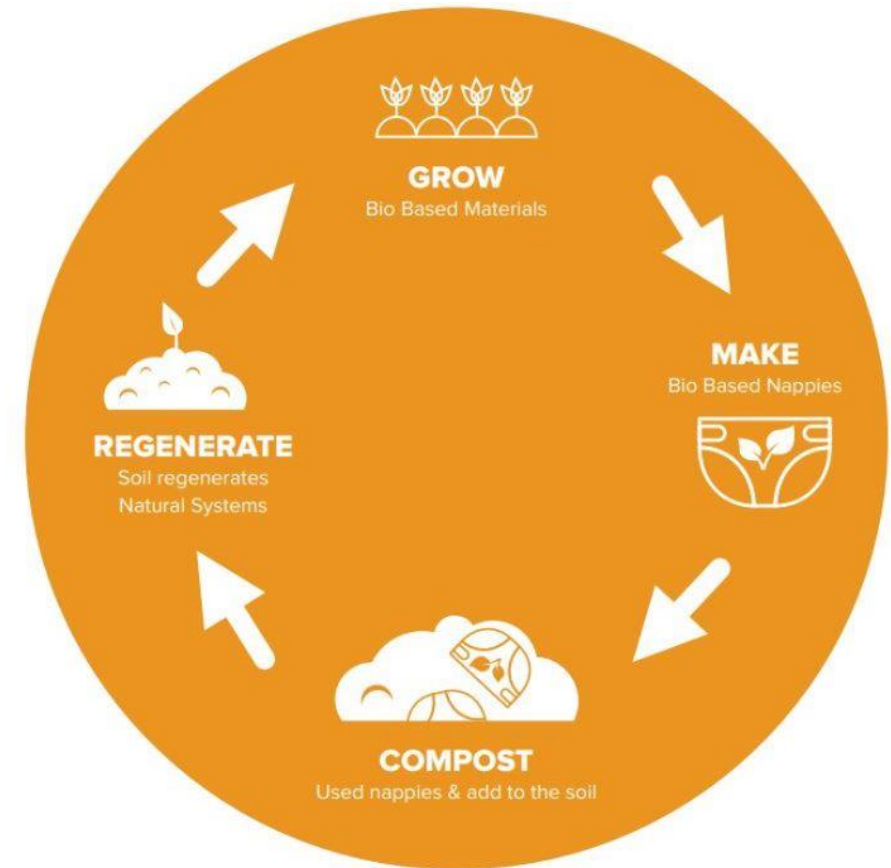 GROW
Bio Based Materials
MAKE
Bio Based Nappies
COMPOST
Used nappies & add to the soil
REGENERATE
Soil regenerates
Natural Systems